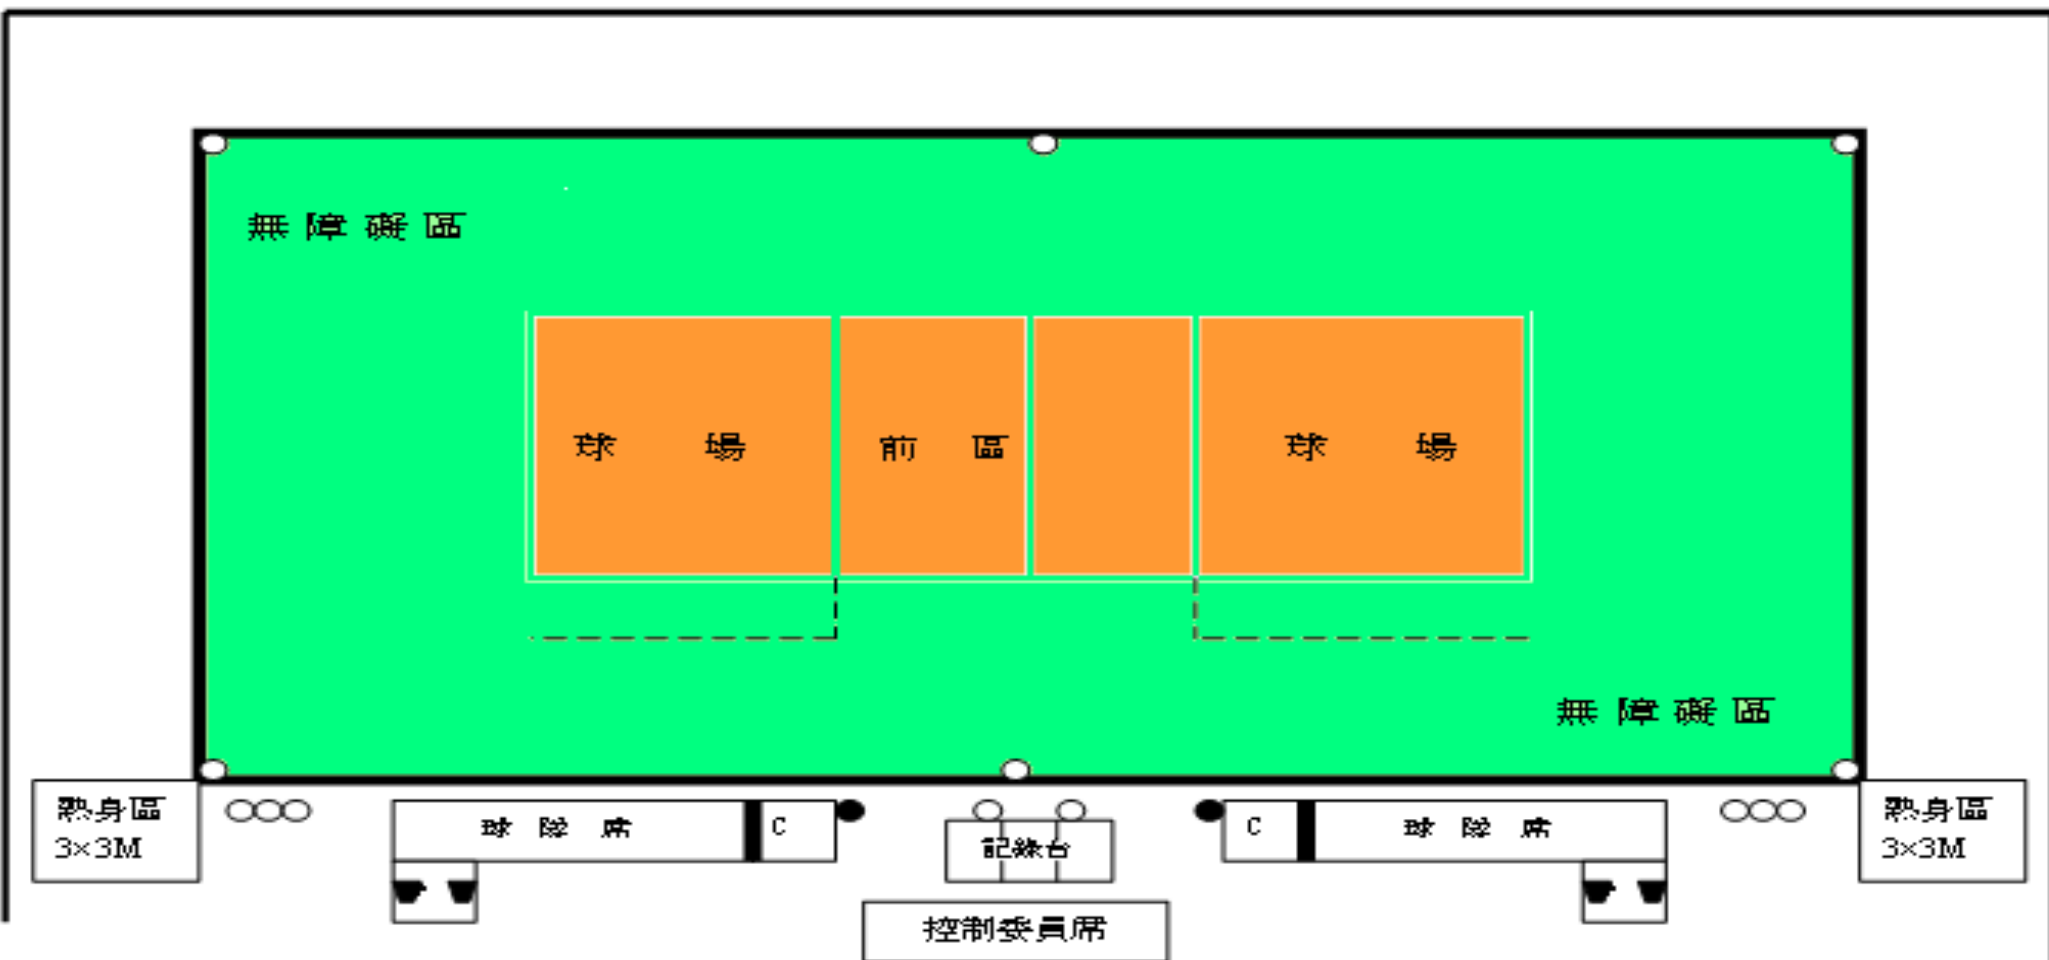 無障礙區
球場 前區 球場
無障礙區
熱身區
3×3M
球隊席 C
記錄台
C 球隊席
熱身區
3×3M
控制委員席